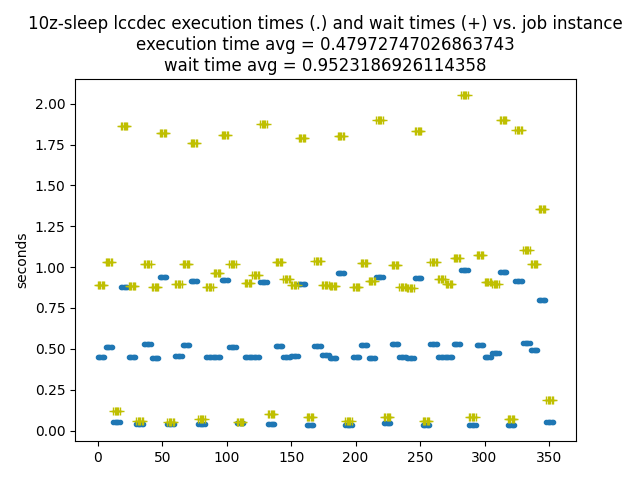 10z-sleep lccdec execution times (.) and wait times (+) vs. job instance
execution time avg = 0.47972747026863743
wait time avg = 0.9523186926114358
2.00
1.75
1.50
1.25
1.00
0.75
0.50
0.25
0.00
seconds
0 50 100 150 200 250 300 350